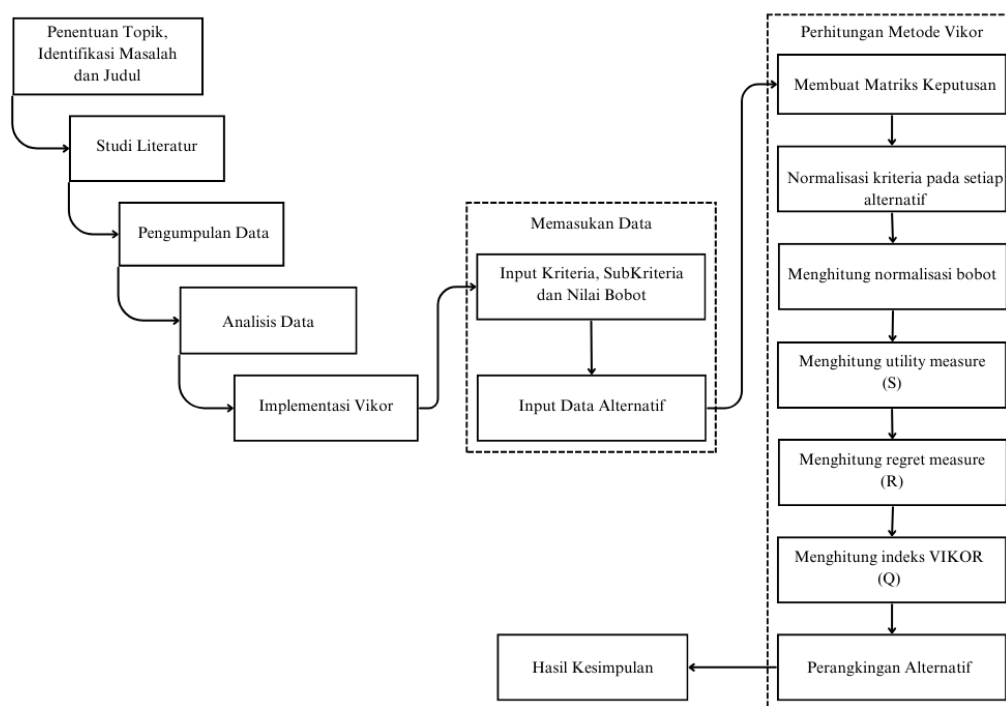 Penentuan Topik,
Identifikasi Masalah
dan Judul
Studi Literatur
Pengumpulan Data
Analisis Data
Implementasi Vikor
Memasukan Data
Input Kriteria, SubKriteria
dan Nilai Bobot
Input Data Alternatif
Perhitungan Metode Vikor
Membuat Matriks Keputusan
Normalisasi kriteria pada setiap
alternatif
Menghitung normalisasi bobot
Menghitung utility measure
(S)
Menghitung regret measure
(R)
Menghitung indeks VIKOR
(Q)
Perangkingan Alternatif
Hasil Kesimpulan